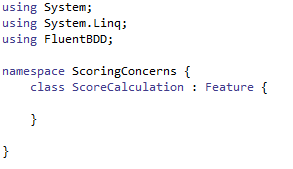 using System;
using System.Linq;
using FluentBDD;

namespace ScoringConcerns {
    class ScoreCalculation : Feature {

    }

}